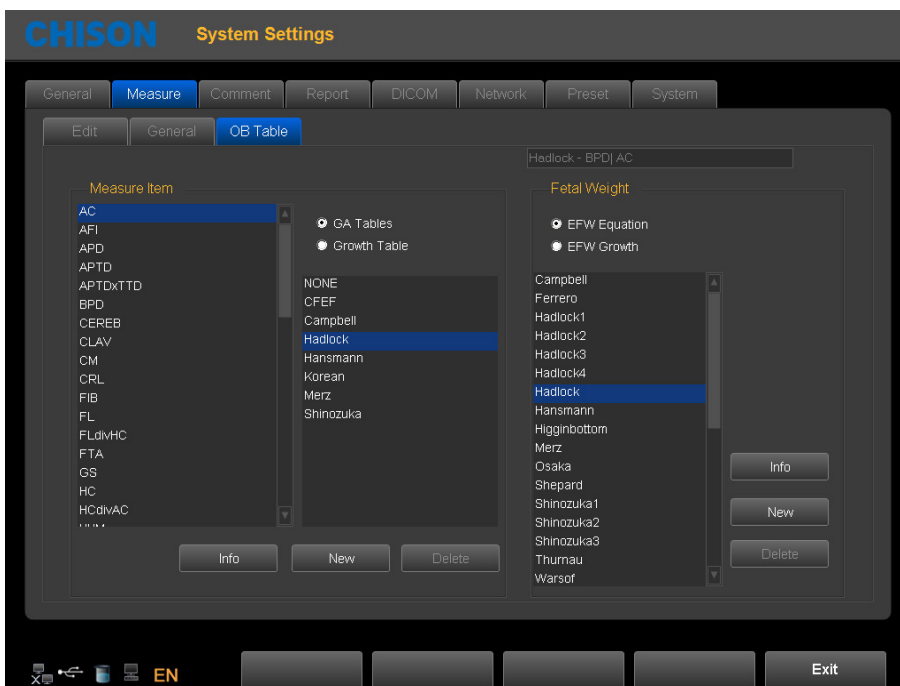 CHISON System Settings
General Measure Comment Report DICOM Network Preset System
Edit General OB Table
Hadlock - BPD| AC
Measure Item
AC
AFI
APD
APTD
APTDxTTD
BPD
CEREB
CLAV
CM
CRL
FIB
FL
FLdivHC
FTA
GS
HC
HCdivAC
GA Tables
Growth Table
NONE
CFEF
Campbell
Hadlock
Hansmann
Korean
Merz
Shinozuka
Info New Delete
Fetal Weight
EFW Equation
EFW Growth
Campbell
Ferrero
Hadlock1
Hadlock2
Hadlock3
Hadlock4
Hadlock
Hansmann
Higginbottom
Merz
Osaka
Shepard
Shinozuka1
Shinozuka2
Shinozuka3
Thurnau
Warsof
Info
New
Delete
EN
Exit